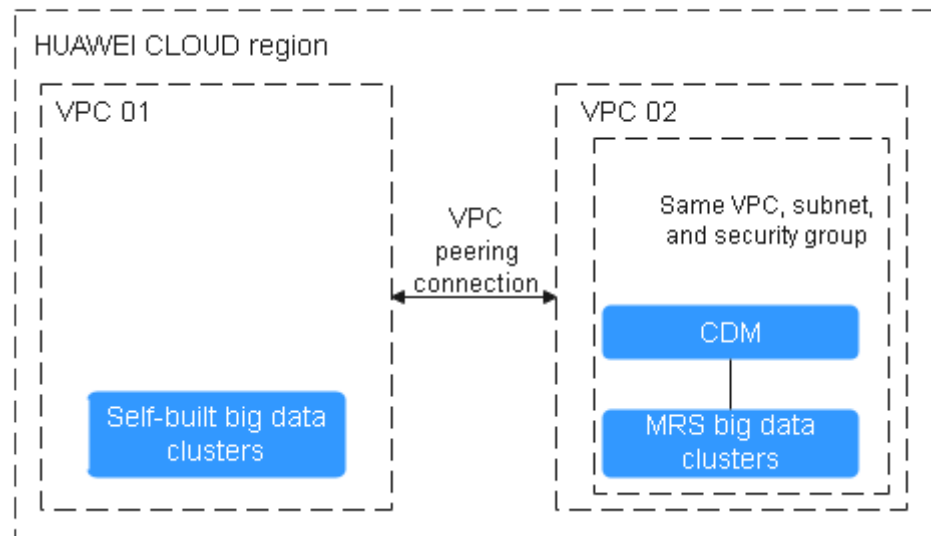 HUAWEI CLOUD region
VPC 01
VPC 02
Same VPC, subnet,
and security group
VPC
peering
connection
CDM
Self-built big data
clusters
MRS big data
clusters